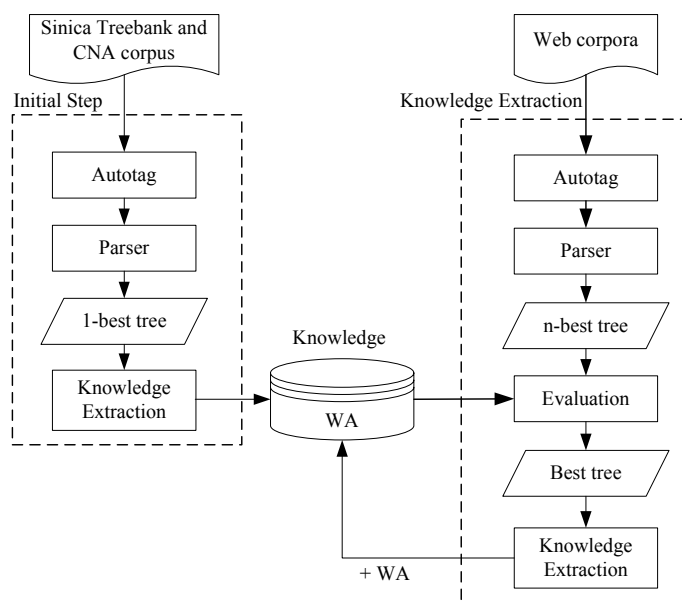 Sinica Treebank and
CNA corpus
Initial Step
Autotag
Parser
1-best tree
Knowledge
Extraction
Knowledge
WA
Web corpora
Knowledge Extraction
Autotag
Parser
n-best tree
Evaluation
Best tree
Knowledge
Extraction
+ WA